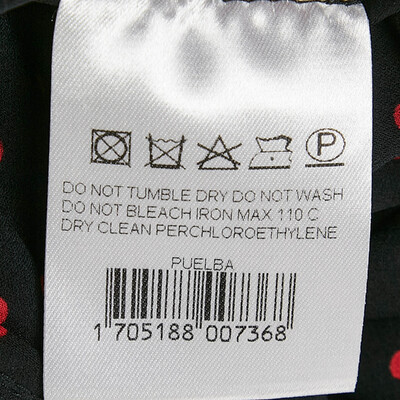 P
DO NOT TUMBLE DRY DO NOT WASH
DO NOT BLEACH IRON MAX 110 C
DRY CLEAN PERCHLOROETHYLENE
PUELBA
1 705188 007368